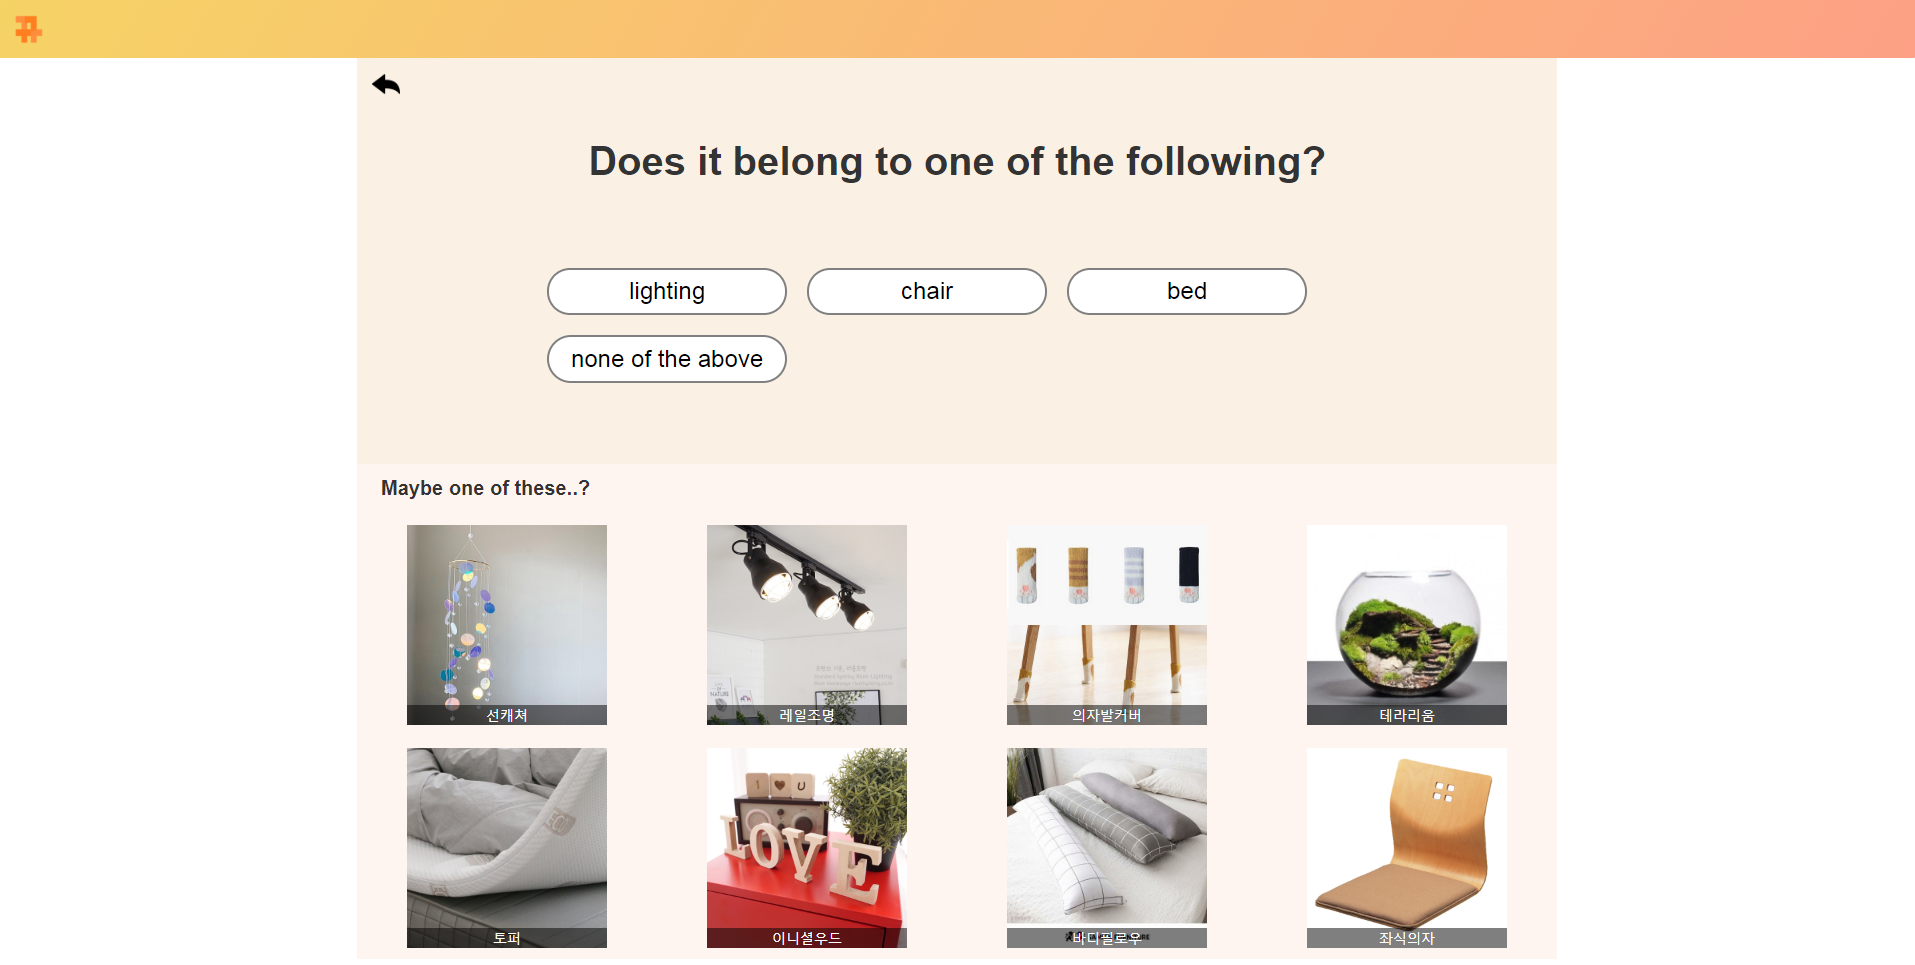 Does it belong to one of the following?
lighting
chair
bed
none of the above
Maybe one of these..?
NATURE
선캐쳐
레일조명
의자발커버
테라리움
I ♥ U
LOVE
토퍼
이니셜우드
바디필로우
좌식의자